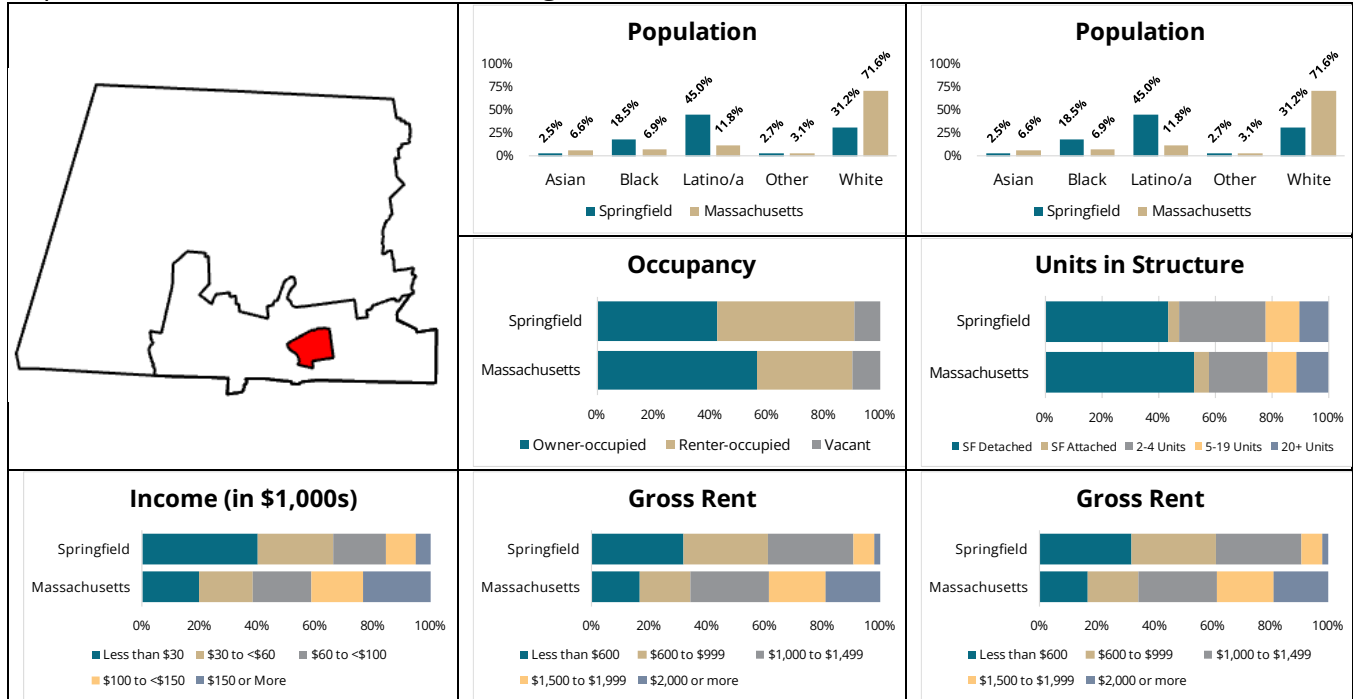 Population
100%
75%
50%
25%
0%
2.5%
6.6%
18.5%
6.9%
45.0%
11.8%
2.7%
3.1%
31.2%
71.6%
Asian Black Latino/a Other White
Springfield Massachusetts
Population
100%
75%
50%
25%
0%
2.5%
6.6%
18.5%
6.9%
45.0%
11.8%
2.7%
3.1%
31.2%
71.6%
Asian Black Latino/a Other White
Springfield Massachusetts
Occupancy
Springfield
Massachusetts
0% 20% 40% 60% 80% 100%
Owner-occupied Renter-occupied Vacant
Units in Structure
Springfield
Massachusetts
0% 20% 40% 60% 80% 100%
SF Detached SF Attached 2-4 Units 5-19 Units 20+ Units
Income (in $1,000s)
Springfield
Massachusetts
0% 20% 40% 60% 80% 100%
Less than $30 $30 to <$60 $60 to <$100
$100 to <$150 $150 or More
Gross Rent
Springfield
Massachusetts
0% 20% 40% 60% 80% 100%
Less than $600 $600 to $999 $1,000 to $1,499
$1,500 to $1,999 $2,000 or more
Gross Rent
Springfield
Massachusetts
0% 20% 40% 60% 80% 100%
Less than $600 $600 to $999 $1,000 to $1,499
$1,500 to $1,999 $2,000 or more